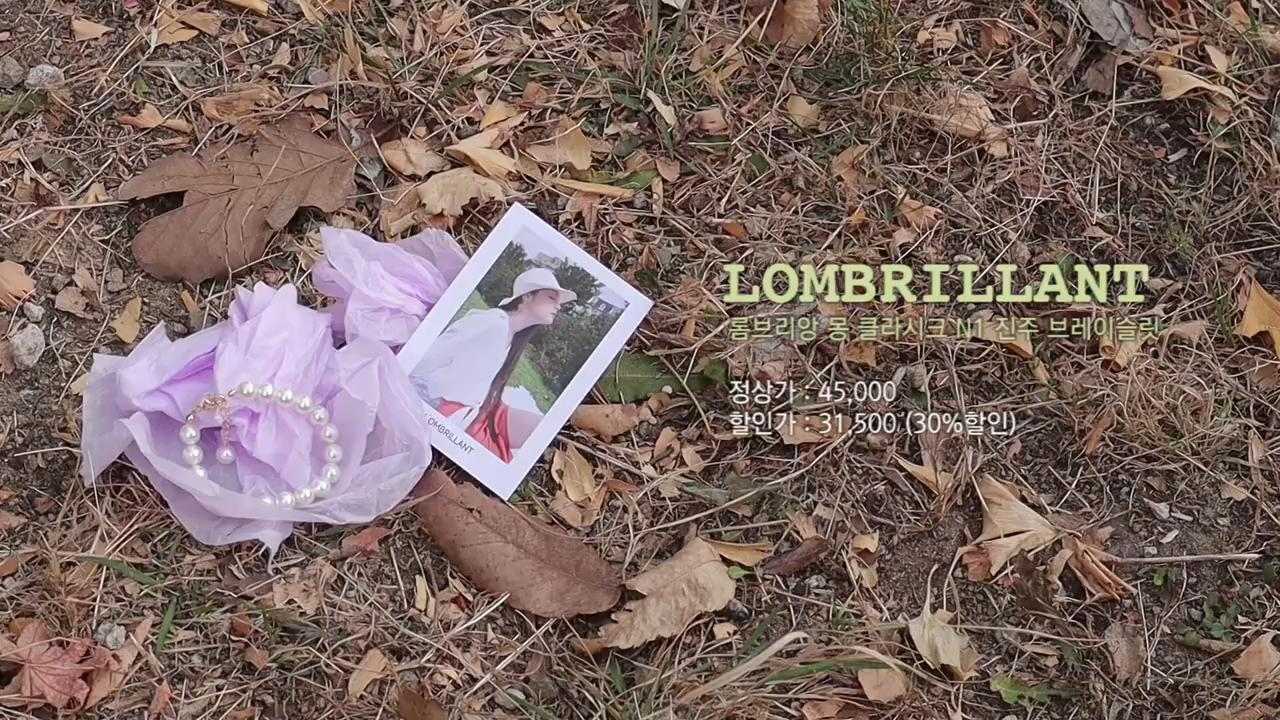 LOMBRILLANT
롬브리앙 몽 클라시크 N1 진주 브레이슬릿
정상가 : 45,000
할인가 : 31,500 (30%할인)
LOMBRILLANT